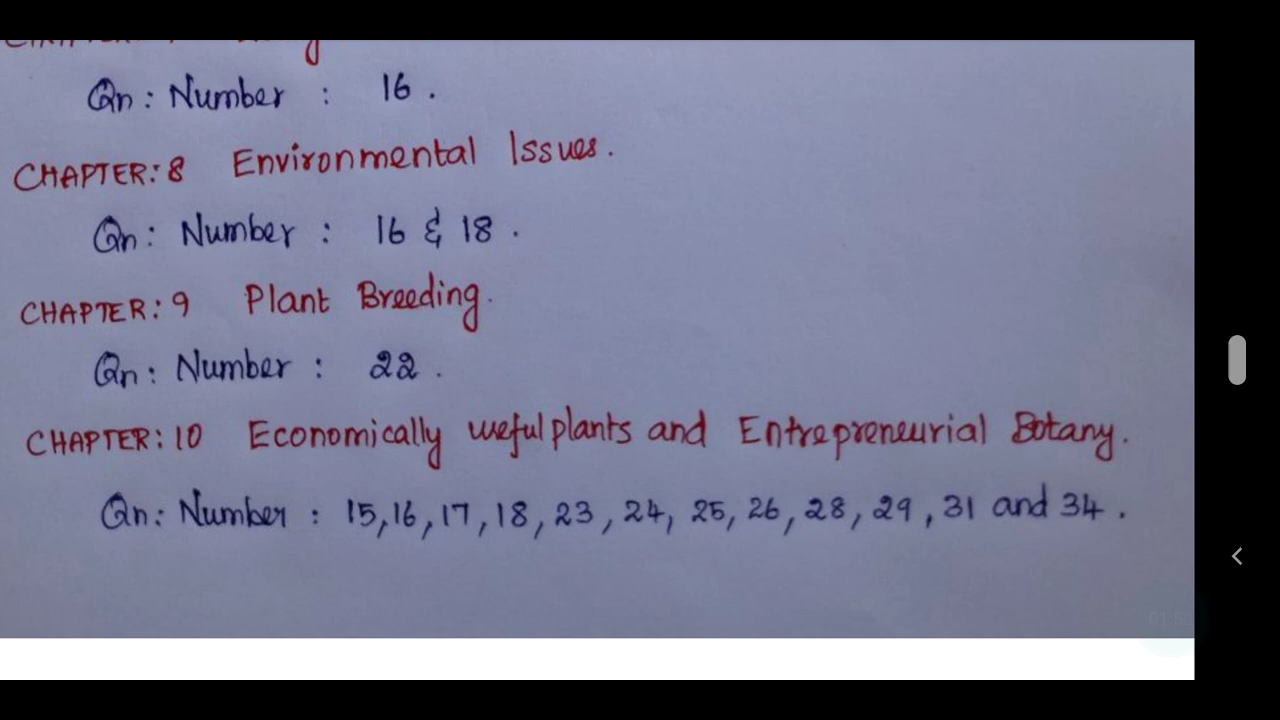 Qn: Number : 16 .
CHAPTER: 8 Environmental Issues.
Qn: Number : 16 & 18 .
CHAPTER: 9 Plant Breeding.
Qn: Number : 22 .
CHAPTER: 10 Economically useful plants and Entrepreneurial Botany.
Qn: Number : 15, 16, 17, 18, 23, 24, 25, 26, 28, 29, 31 and 34 .